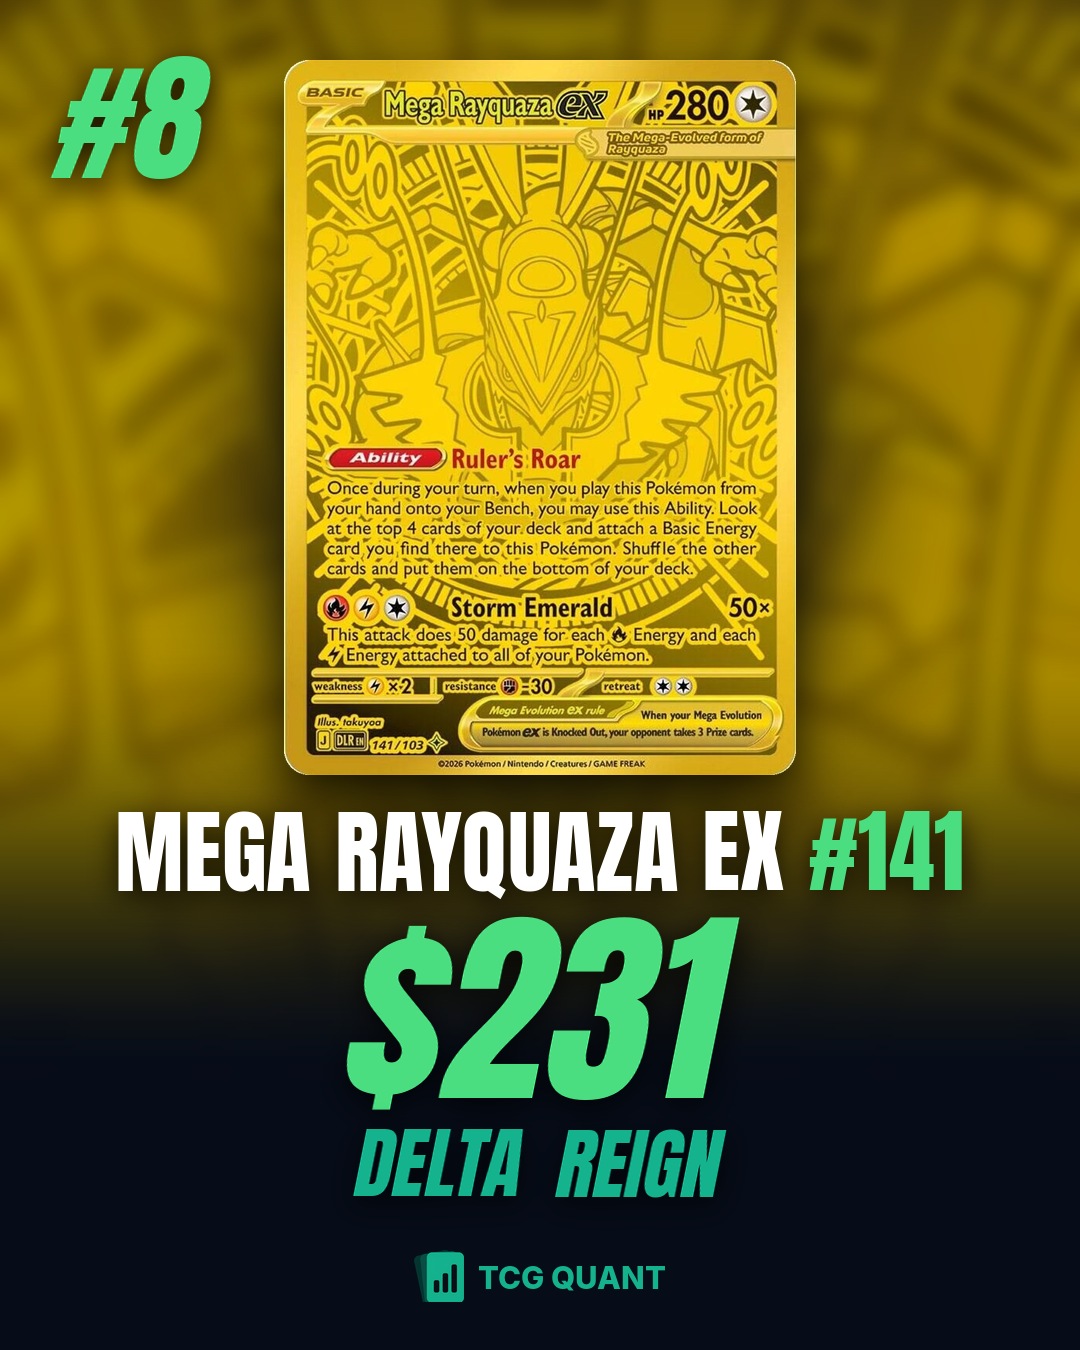 #8
BASIC Mega Rayquaza ex HP 280
The Mega-Evolved form of
Rayquaza
Ability Ruler's Roar
Once during your turn, when you play this Pokémon from
your hand onto your Bench, you may use this Ability. Look
at the top 4 cards of your deck and attach a Basic Energy
card you find there to this Pokémon. Shuffle the other
cards and put them on the bottom of your deck.
Storm Emerald 50×
This attack does 50 damage for each Energy and each
Energy attached to all of your Pokémon.
weakness ×2 resistance -30 retreat
Mega Evolution ex rule When your Mega Evolution
Pokémon ex is Knocked Out, your opponent takes 3 Prize cards.
Illus. takuyoa
J DLR EN 141/103
©2026 Pokémon / Nintendo / Creatures / GAME FREAK
MEGA RAYQUAZA EX #141
$231
DELTA REIGN
TCG QUANT